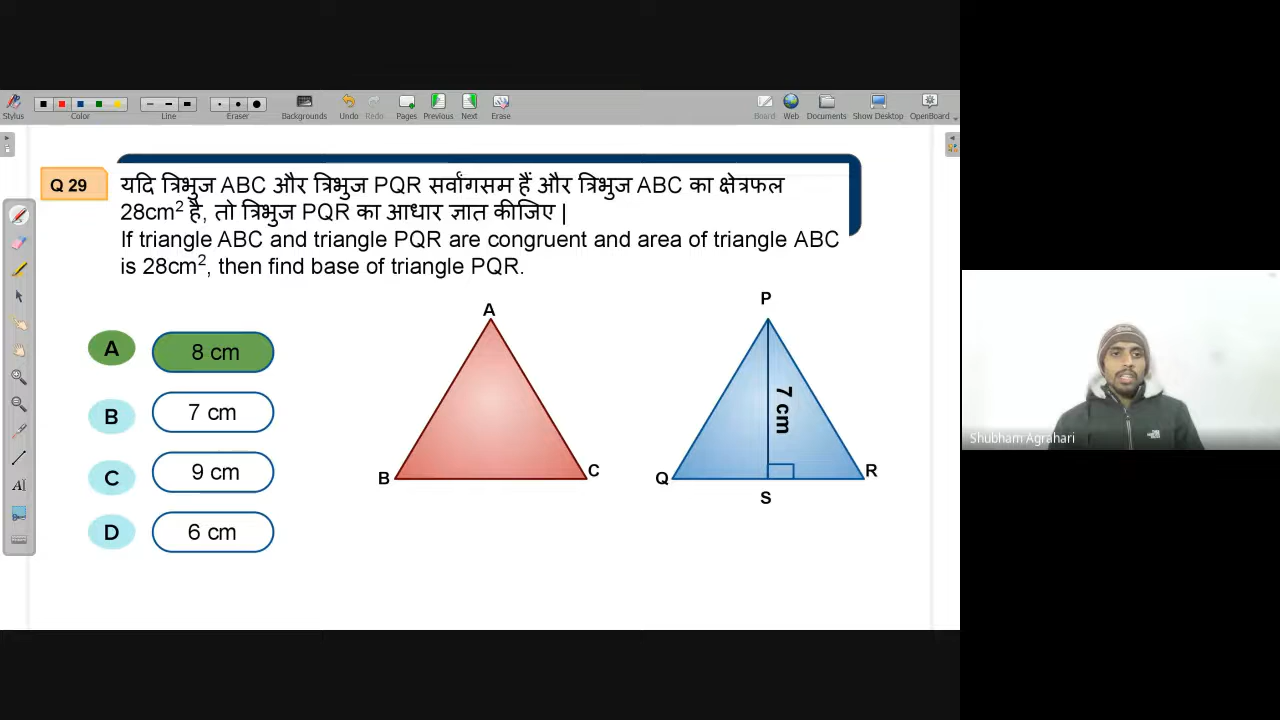 Stylus
Color
Line
Eraser
Backgrounds
Undo
Redo
Pages
Previous
Next
Erase
Board
Web
Documents
Show Desktop
OpenBoard
Q 29
यदि त्रिभुज ABC और त्रिभुज PQR सर्वांगसम हैं और त्रिभुज ABC का क्षेत्रफल
28cm² है, तो त्रिभुज PQR का आधार ज्ञात कीजिए |
If triangle ABC and triangle PQR are congruent and area of triangle ABC
is 28cm², then find base of triangle PQR.
A 8 cm
B 7 cm
C 9 cm
D 6 cm
A
B
C
P
7 cm
Q
R
S
AI
Shubham Agrahari